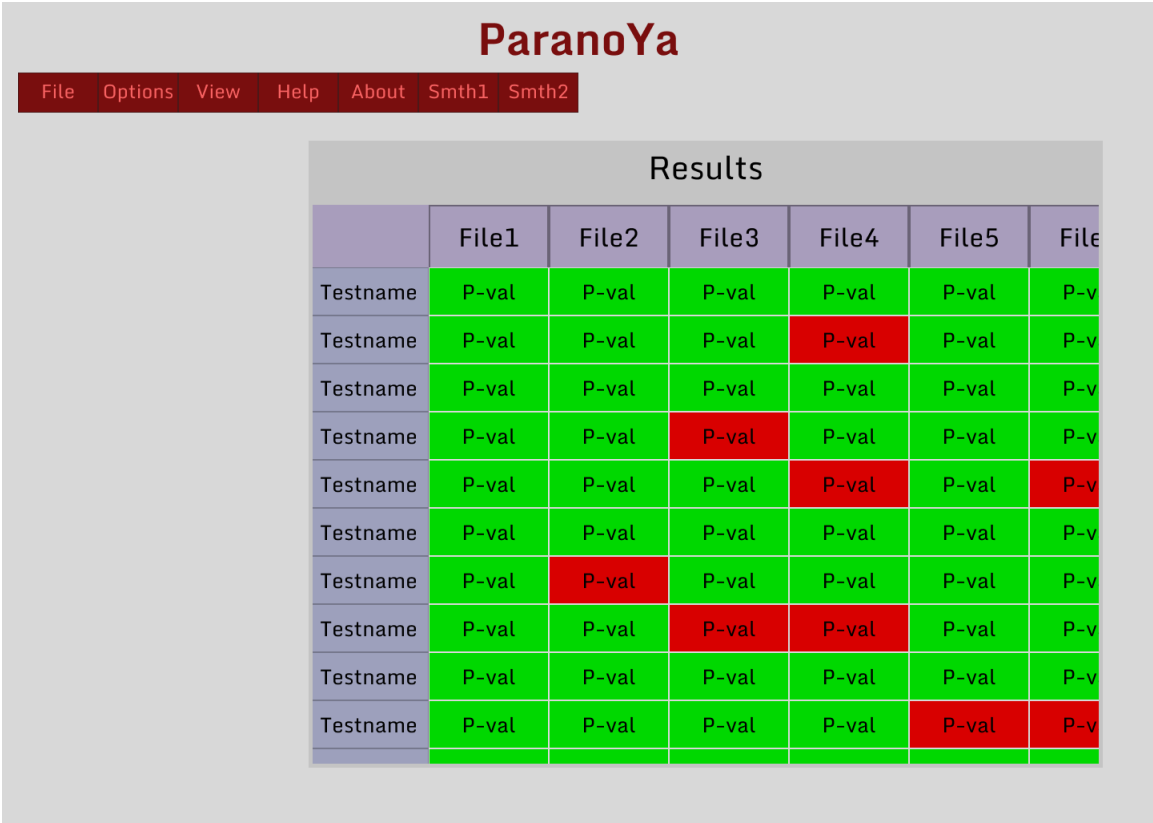 ParanoYa
File Options View Help About Smth1 Smth2
Results
File1 File2 File3 File4 File5 File
Testname P-val P-val P-val P-val P-val P-v
Testname P-val P-val P-val P-val P-val P-v
Testname P-val P-val P-val P-val P-val P-v
Testname P-val P-val P-val P-val P-val P-v
Testname P-val P-val P-val P-val P-val P-v
Testname P-val P-val P-val P-val P-val P-v
Testname P-val P-val P-val P-val P-val P-v
Testname P-val P-val P-val P-val P-val P-v
Testname P-val P-val P-val P-val P-val P-v
Testname P-val P-val P-val P-val P-val P-v